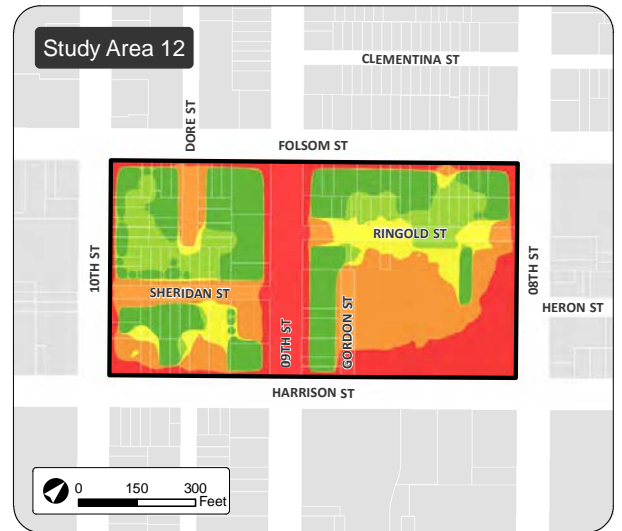 Study Area 12
CLEMENTINA ST
DORE ST
FOLSOM ST
10TH ST
RINGOLD ST
08TH ST
SHERIDAN ST
09TH ST
GORDON ST
HERON ST
HARRISON ST
0 150 300
Feet